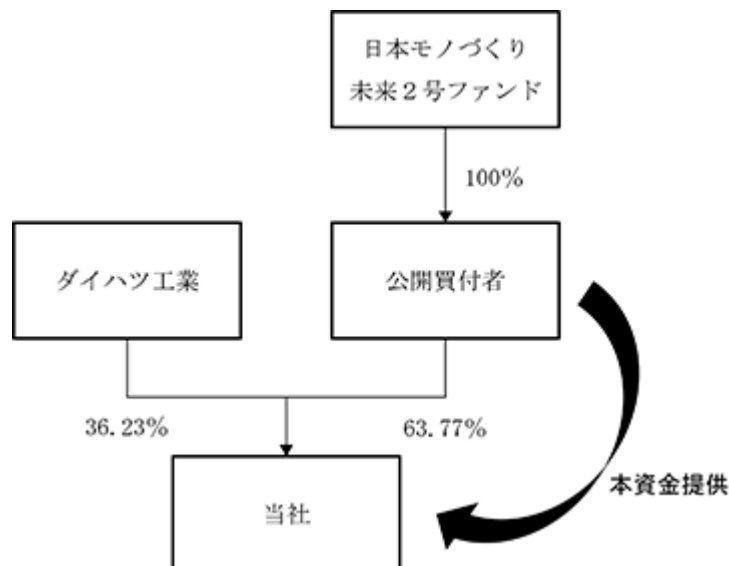 日本モノづくり
未来2号ファンド
100%
ダイハツ工業
公開買付者
36.23%
63.77%
本資金提供
当社